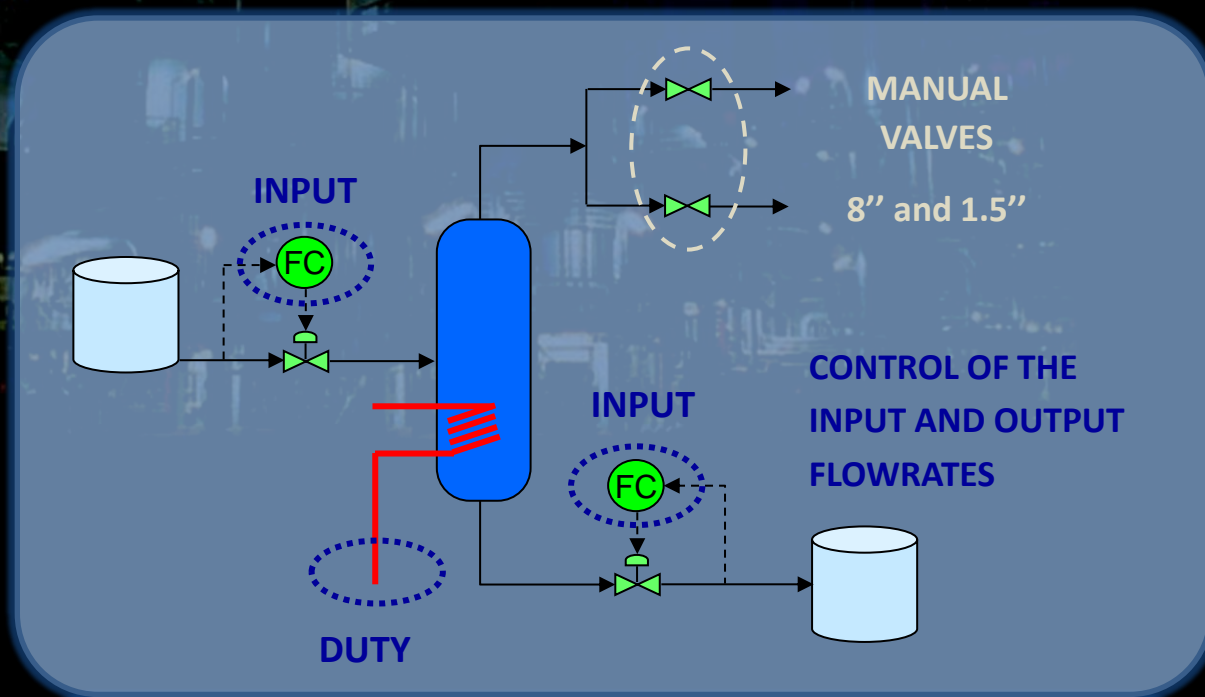 MANUAL
VALVES
8’’ and 1.5’’
INPUT
FC
CONTROL OF THE
INPUT AND OUTPUT
FLOWRATES
INPUT
FC
DUTY